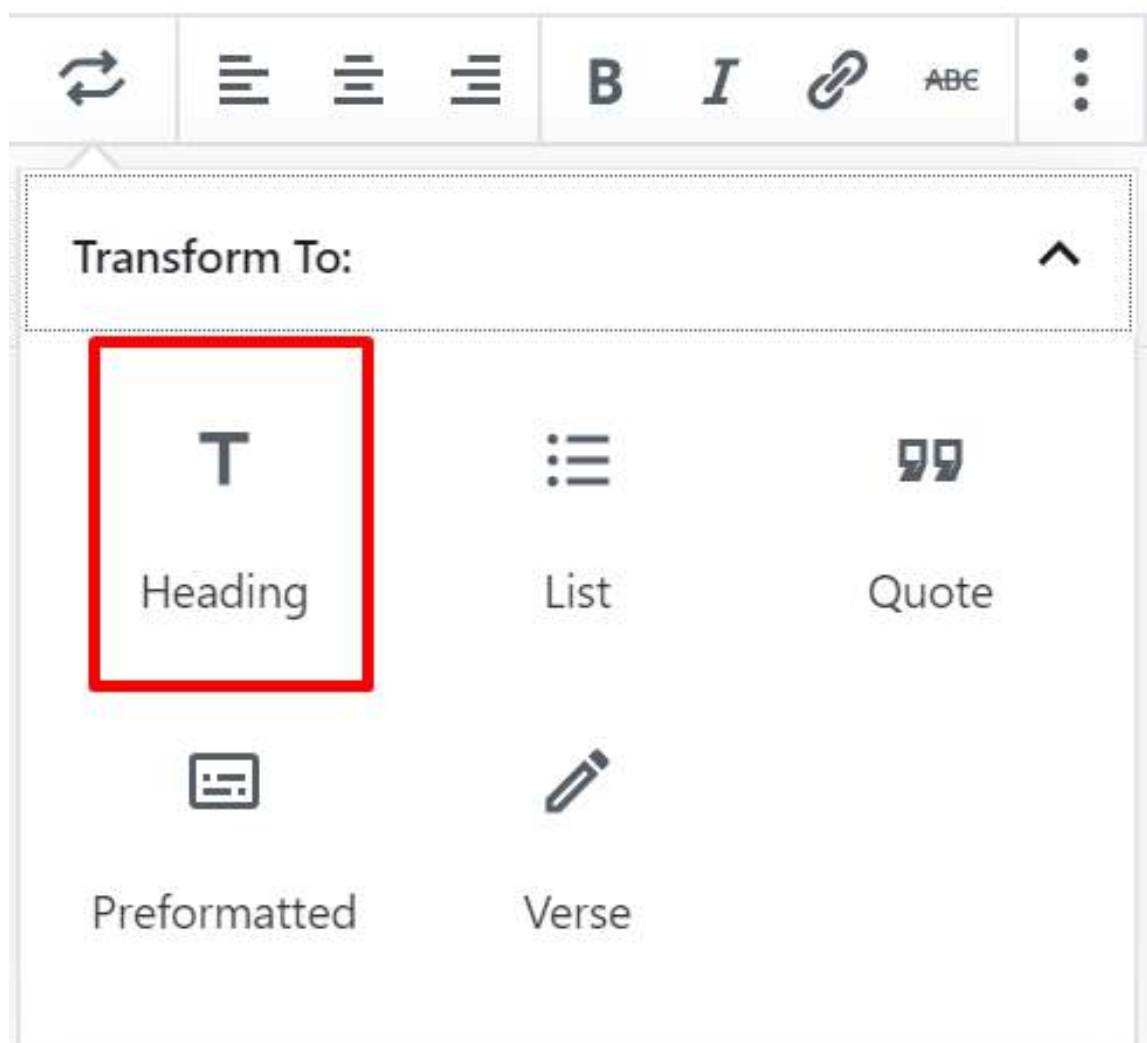 B I ABC
Transform To:
T
Heading List Quote
Preformatted Verse